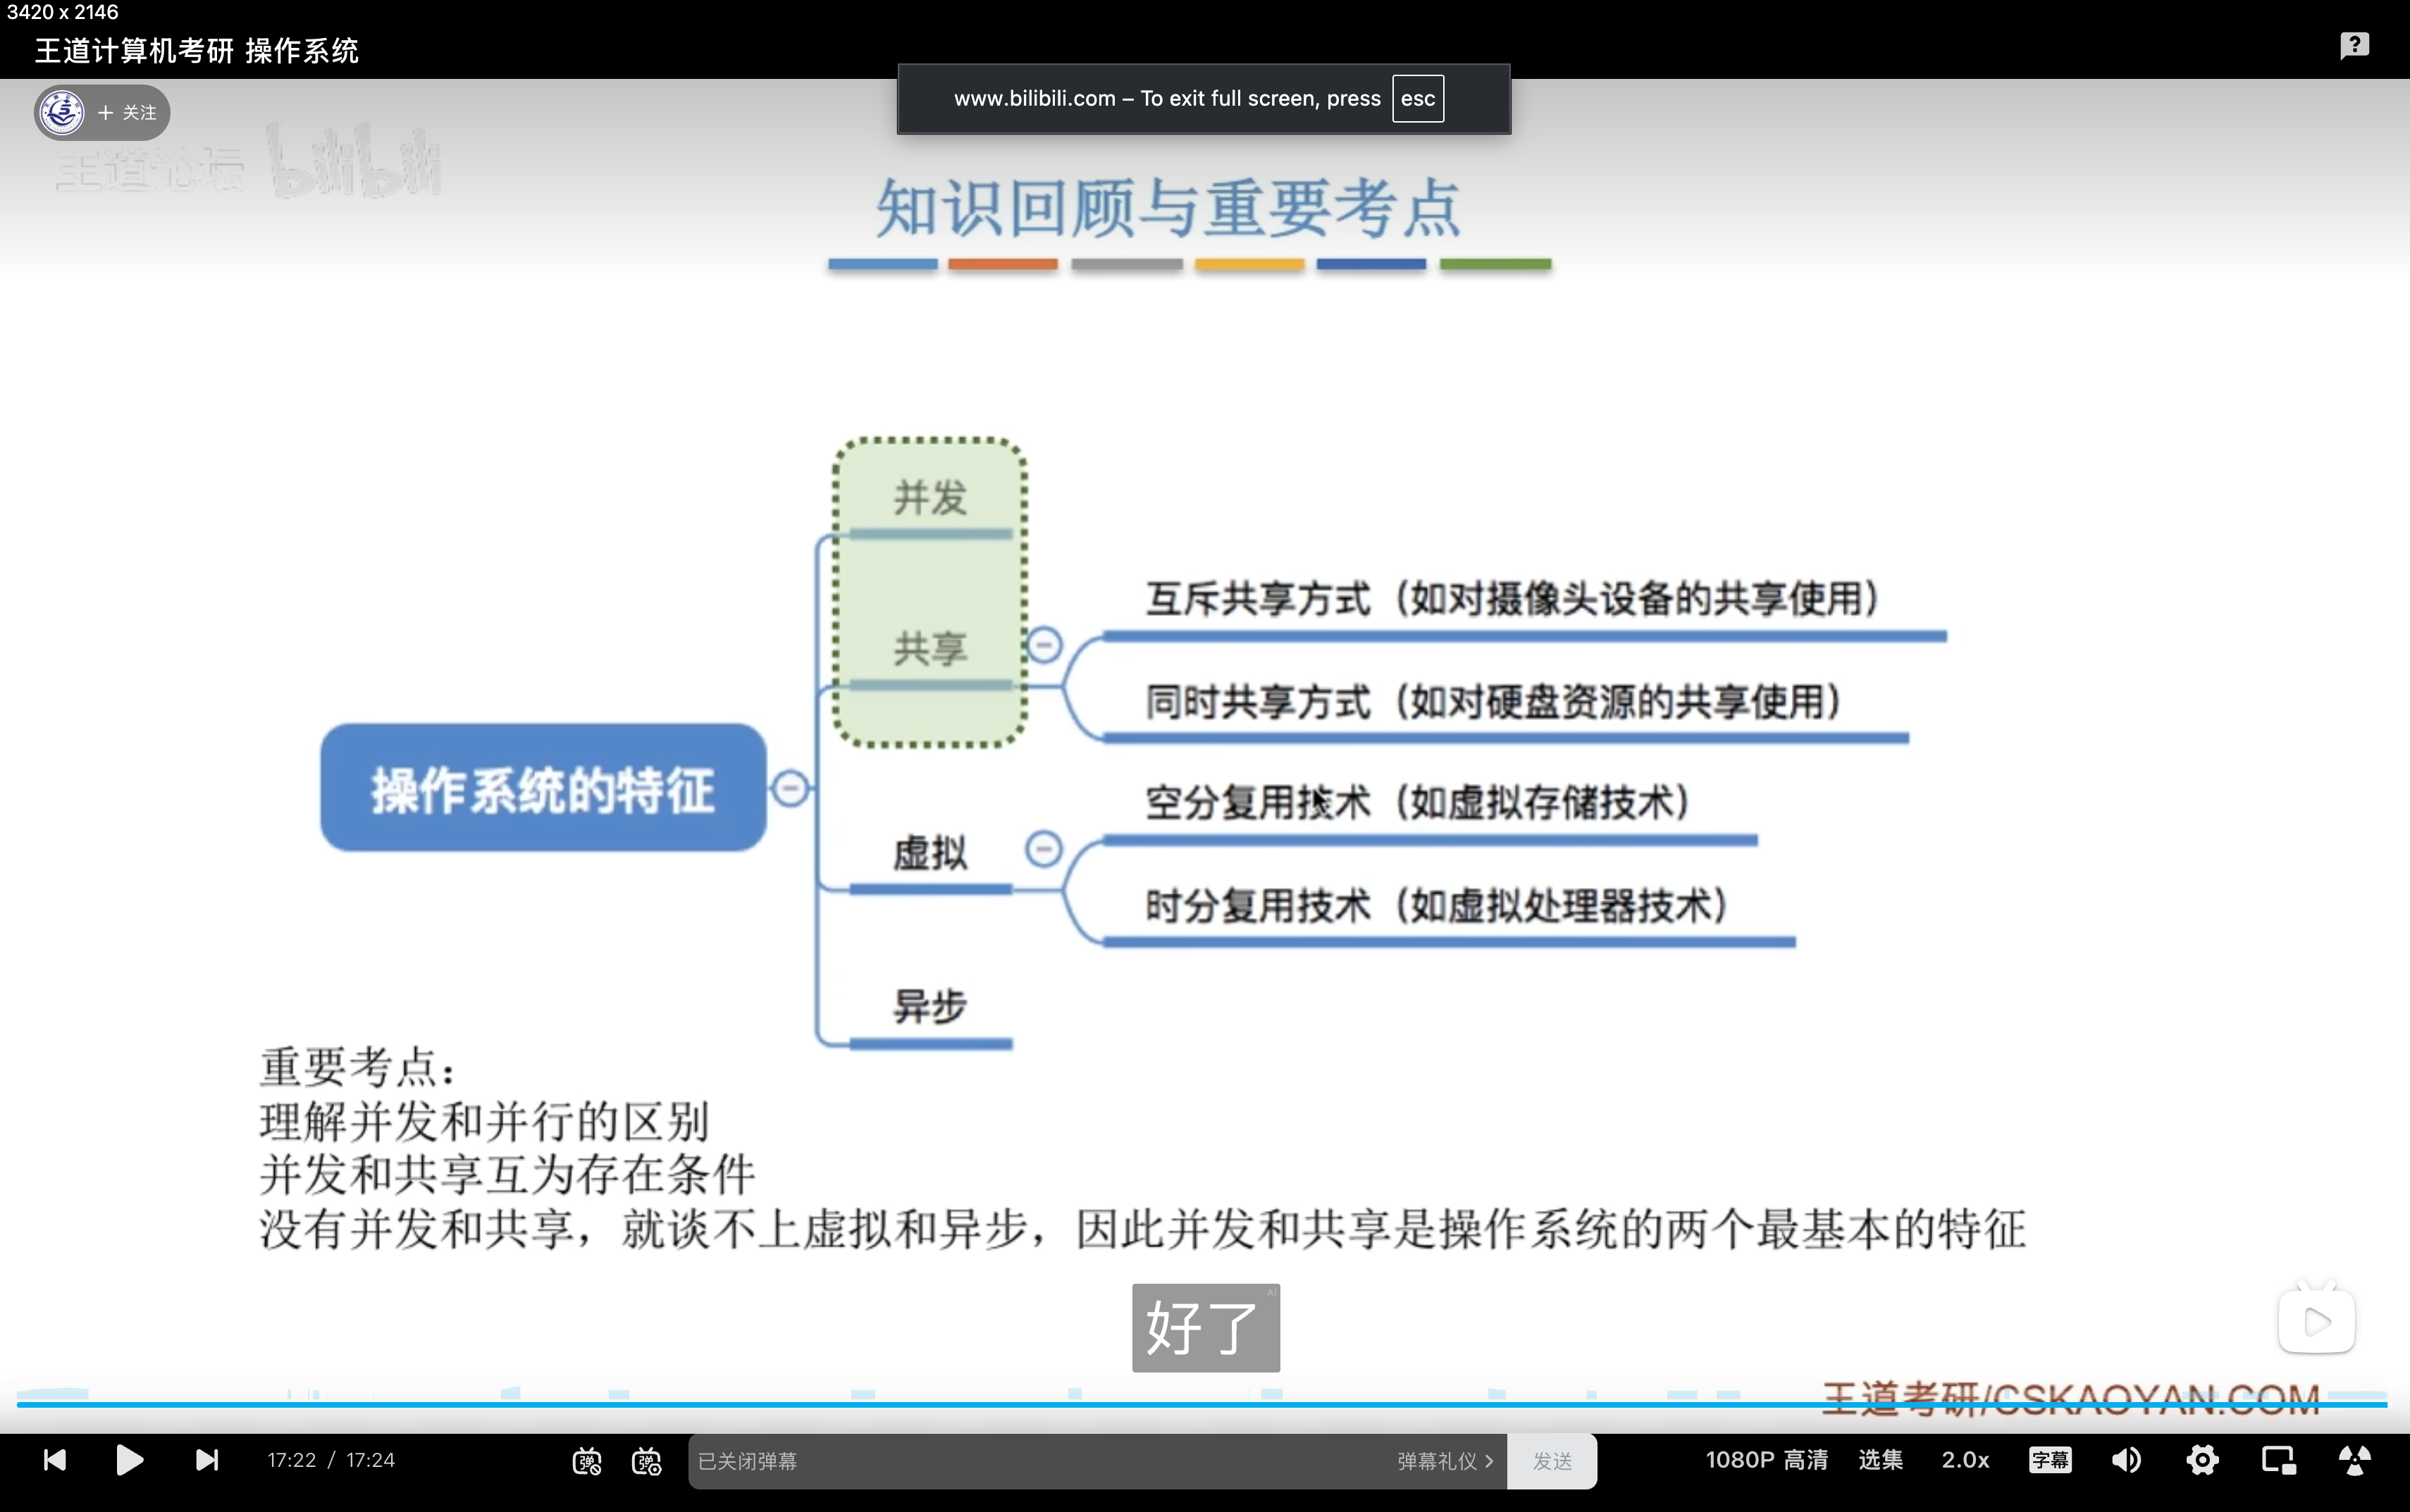 3420 x 2146
王道计算机考研 操作系统
www.bilibili.com – To exit full screen, press esc
+ 关注
王道论坛 bilibili
知识回顾与重要考点
并发
互斥共享方式（如对摄像头设备的共享使用）
共享
同时共享方式（如对硬盘资源的共享使用）
操作系统的特征
空分复用技术（如虚拟存储技术）
虚拟
时分复用技术（如虚拟处理器技术）
异步
重要考点：
理解并发和并行的区别
并发和共享互为存在条件
没有并发和共享，就谈不上虚拟和异步，因此并发和共享是操作系统的两个最基本的特征
AI
好了
王道考研/CSKAOYAN.COM
17:22 / 17:24
弹
弹
已关闭弹幕
弹幕礼仪 >
发送
1080P 高清
选集
2.0x
字幕